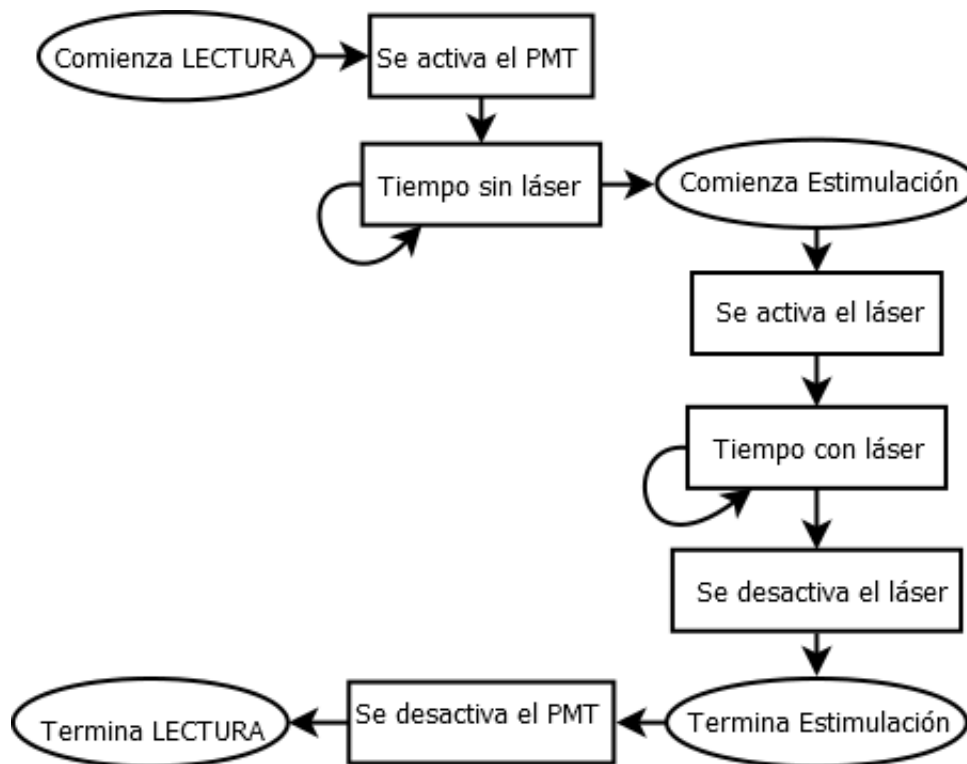 Comienza LECTURA
Se activa el PMT
Tiempo sin láser
Comienza Estimulación
Se activa el láser
Tiempo con láser
Se desactiva el láser
Termina Estimulación
Se desactiva el PMT
Termina LECTURA